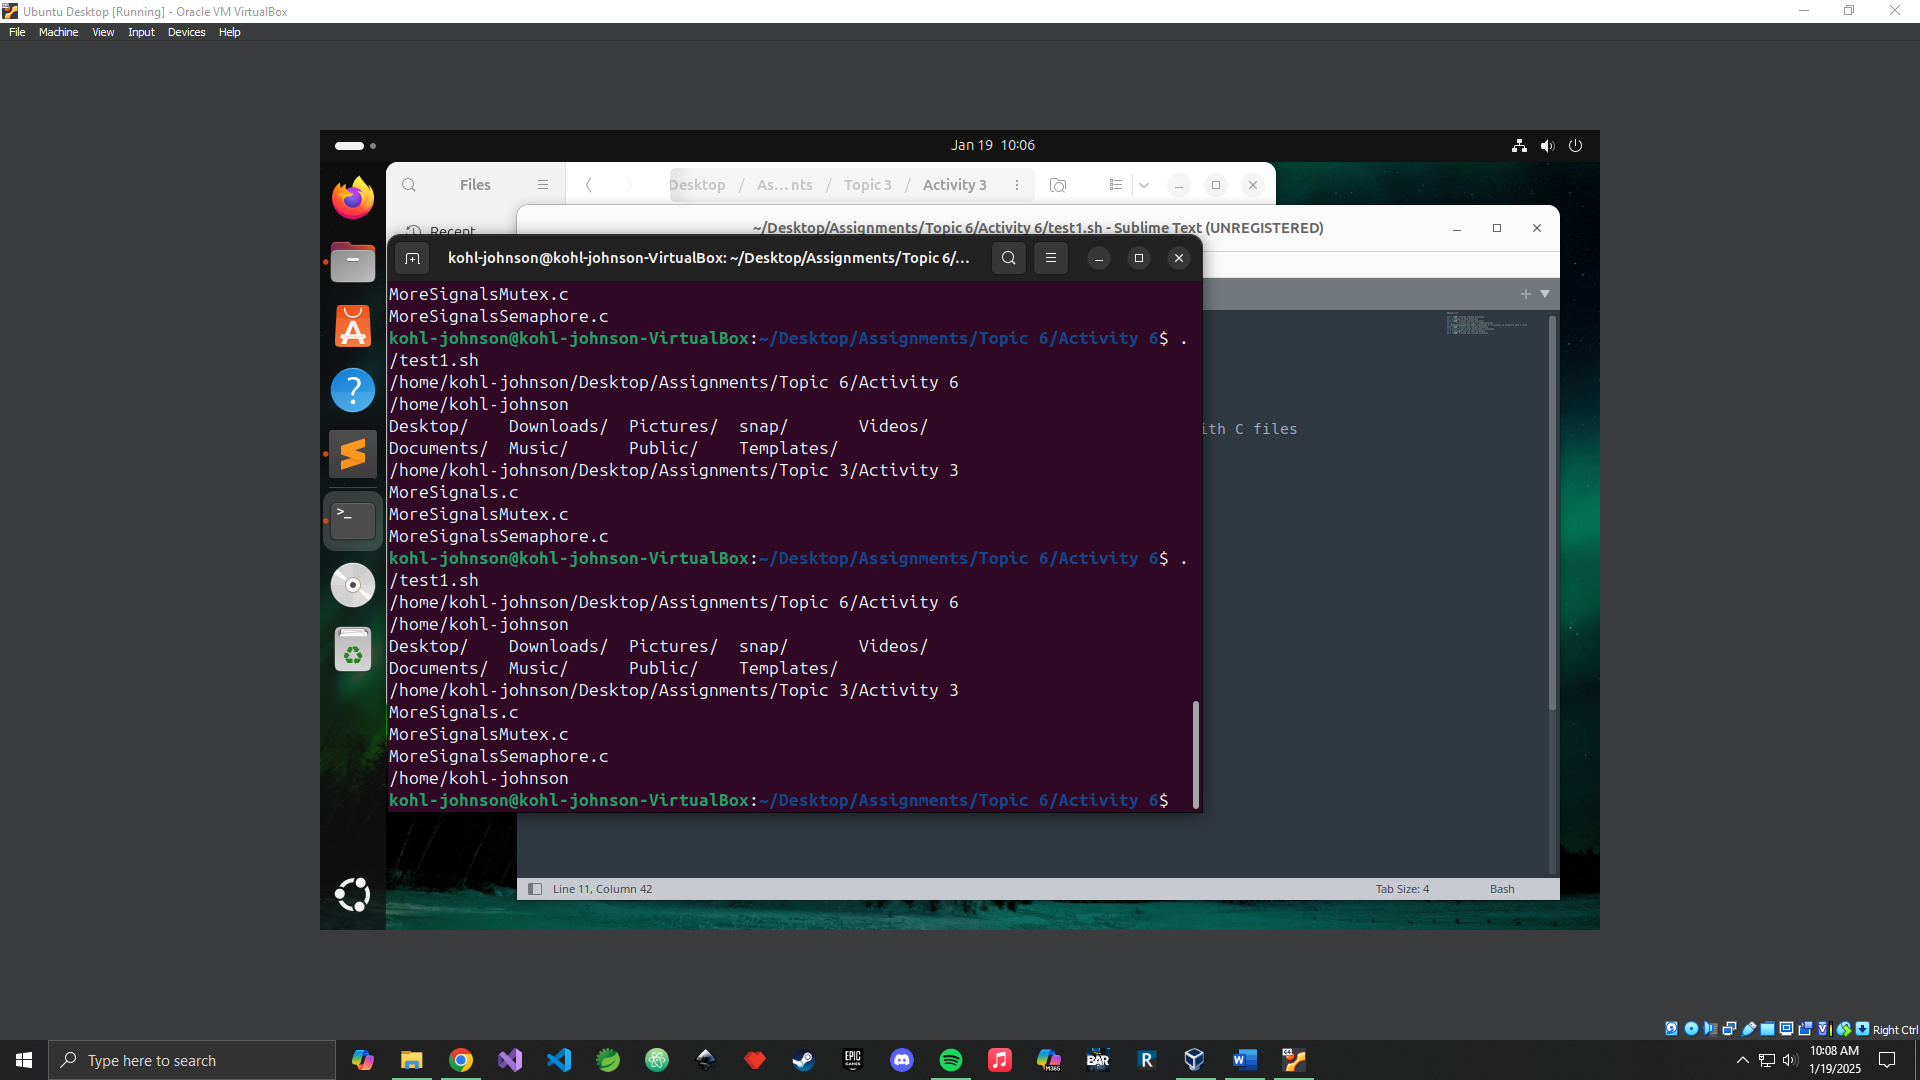 Ubuntu Desktop [Running] - Oracle VM VirtualBox
File Machine View Input Devices Help
Jan 19 10:06
Files
Desktop / As...nts / Topic 3 / Activity 3
Recent
~/Desktop/Assignments/Topic 6/Activity 6/test1.sh - Sublime Text (UNREGISTERED)
kohl-johnson@kohl-johnson-VirtualBox: ~/Desktop/Assignments/Topic 6/...
MoreSignalsMutex.c
MoreSignalsSemaphore.c
kohl-johnson@kohl-johnson-VirtualBox:~/Desktop/Assignments/Topic 6/Activity 6$ .
/test1.sh
/home/kohl-johnson/Desktop/Assignments/Topic 6/Activity 6
/home/kohl-johnson
Desktop/ Downloads/ Pictures/ snap/ Videos/
ith C files
Documents/ Music/ Public/ Templates/
/home/kohl-johnson/Desktop/Assignments/Topic 3/Activity 3
MoreSignals.c
MoreSignalsMutex.c
MoreSignalsSemaphore.c
kohl-johnson@kohl-johnson-VirtualBox:~/Desktop/Assignments/Topic 6/Activity 6$ .
/test1.sh
/home/kohl-johnson/Desktop/Assignments/Topic 6/Activity 6
/home/kohl-johnson
Desktop/ Downloads/ Pictures/ snap/ Videos/
Documents/ Music/ Public/ Templates/
/home/kohl-johnson/Desktop/Assignments/Topic 3/Activity 3
MoreSignals.c
MoreSignalsMutex.c
MoreSignalsSemaphore.c
/home/kohl-johnson
kohl-johnson@kohl-johnson-VirtualBox:~/Desktop/Assignments/Topic 6/Activity 6$
Line 11, Column 42
Tab Size: 4
Bash
Right Ctrl
Type here to search
EPIC GAMES
M365
BAR
R
10:08 AM
1/19/2025